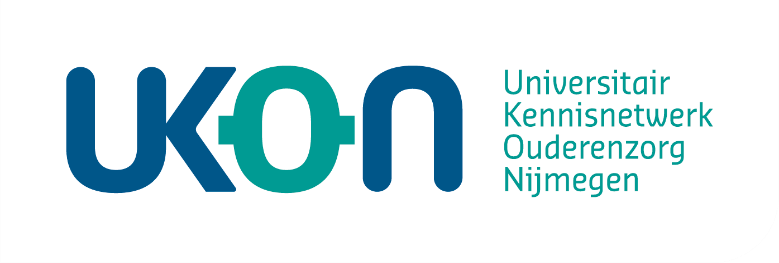 UKON
Universitair
Kennisnetwerk
Ouderenzorg
Nijmegen